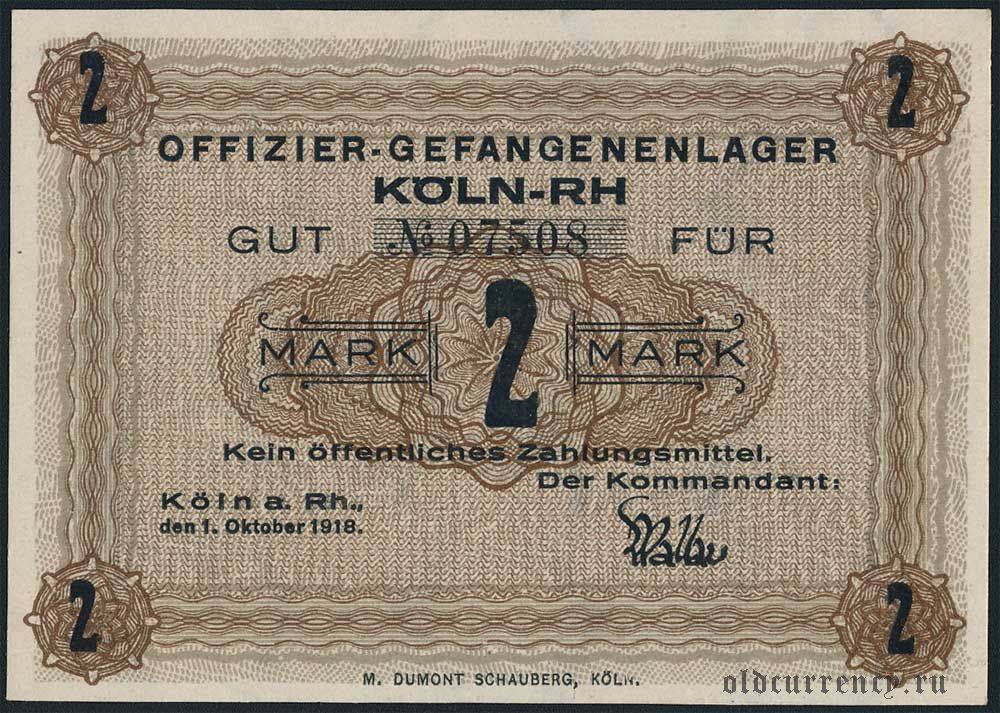 2 2
OFFIZIER-GEFANGENENLAGER
KÖLN-RH
GUT № 07508 FÜR
MARK 2 MARK
Kein öffentliches Zahlungsmittel.
Der Kommandant:
Köln a. Rh.,
den 1. Oktober 1918.
2 2
M. DUMONT SCHAUBERG, KÖLN.
oldcurrency.ru